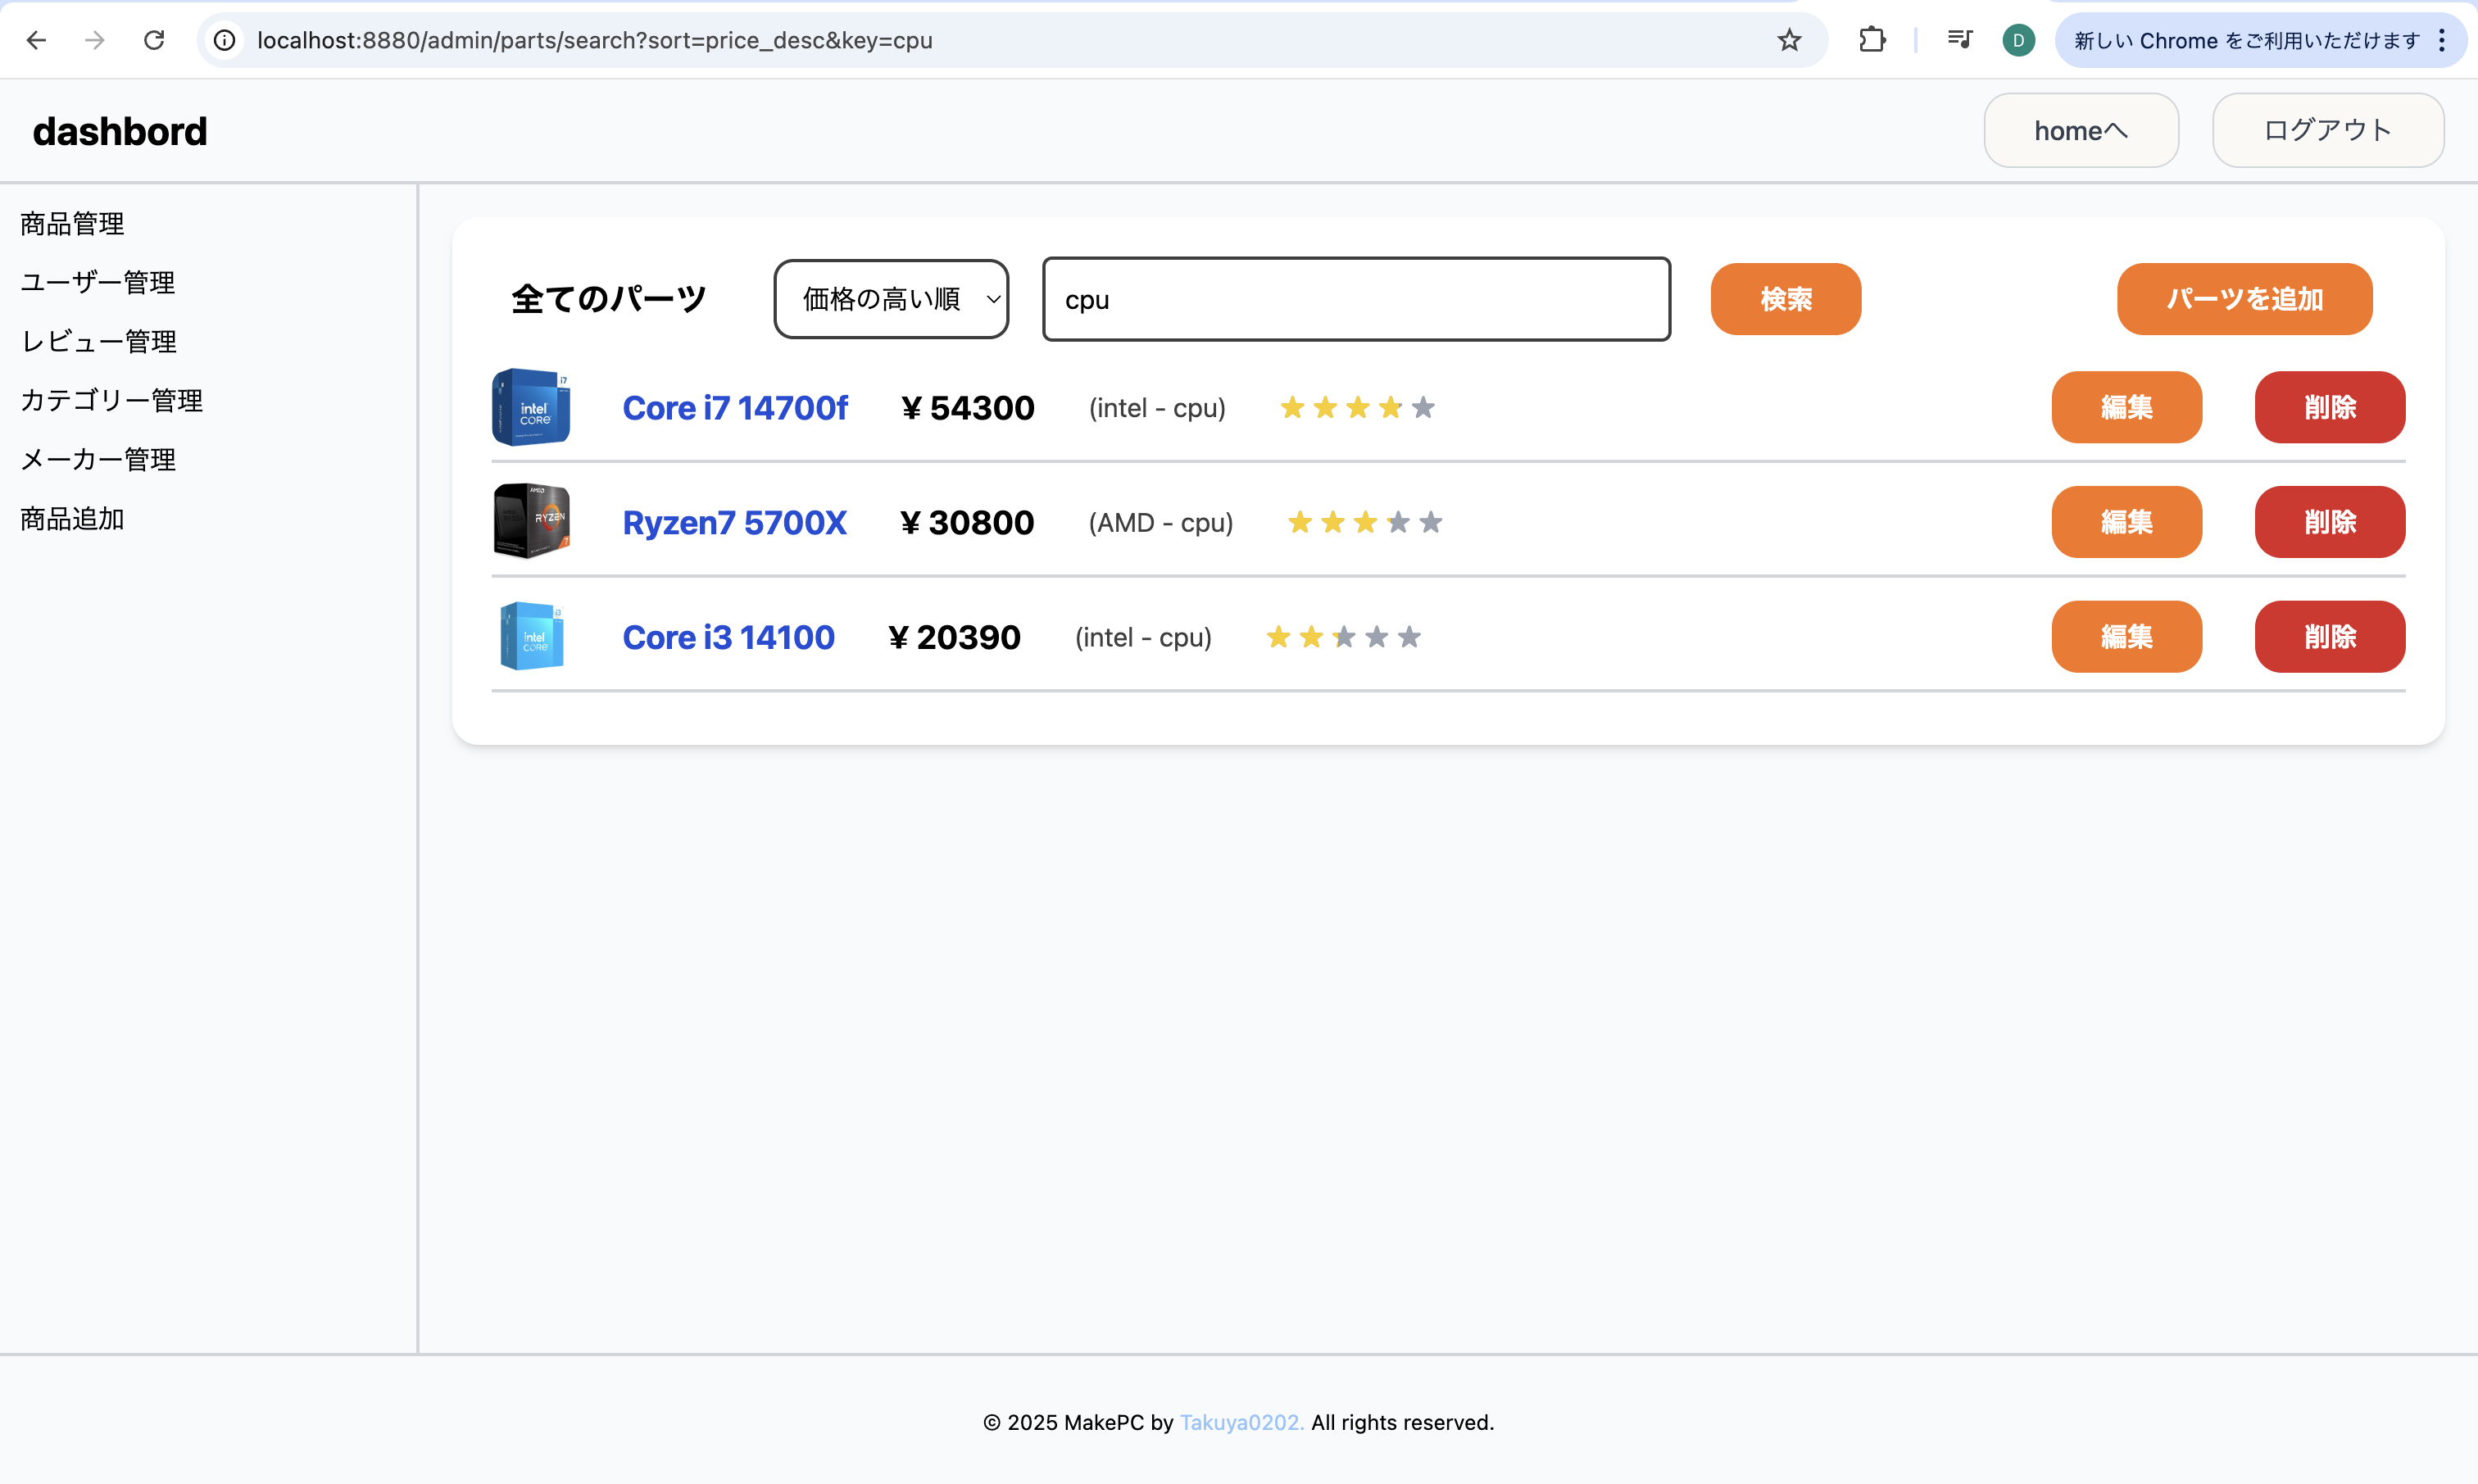 localhost:8880/admin/parts/search?sort=price_desc&key=cpu
D
新しい Chrome をご利用いただけます
dashbord
homeへ
ログアウト
商品管理
ユーザー管理
レビュー管理
カテゴリー管理
メーカー管理
商品追加
全てのパーツ
価格の高い順
cpu
検索
パーツを追加
i7
intel
CORE
Core i7 14700f
¥ 54300
(intel - cpu)
編集
削除
AMD
RYZEN
7
Ryzen7 5700X
¥ 30800
(AMD - cpu)
編集
削除
i3
intel
CORE
Core i3 14100
¥ 20390
(intel - cpu)
編集
削除
© 2025 MakePC by Takuya0202. All rights reserved.